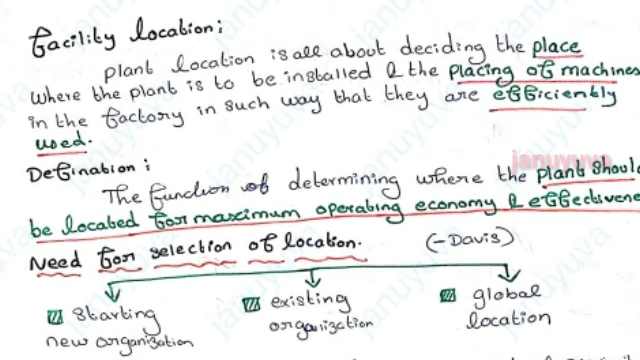 Facility location:
Plant location is all about deciding the place
where the plant is to be installed & the placing of machines
in the factory in such way that they are efficiently
used.
januyuva
Defination:
The function of determining where the plant should
be located for maximum operating economy & effectivene
Need for selection of location. (-Davis)
starting existing global
new organization organization location